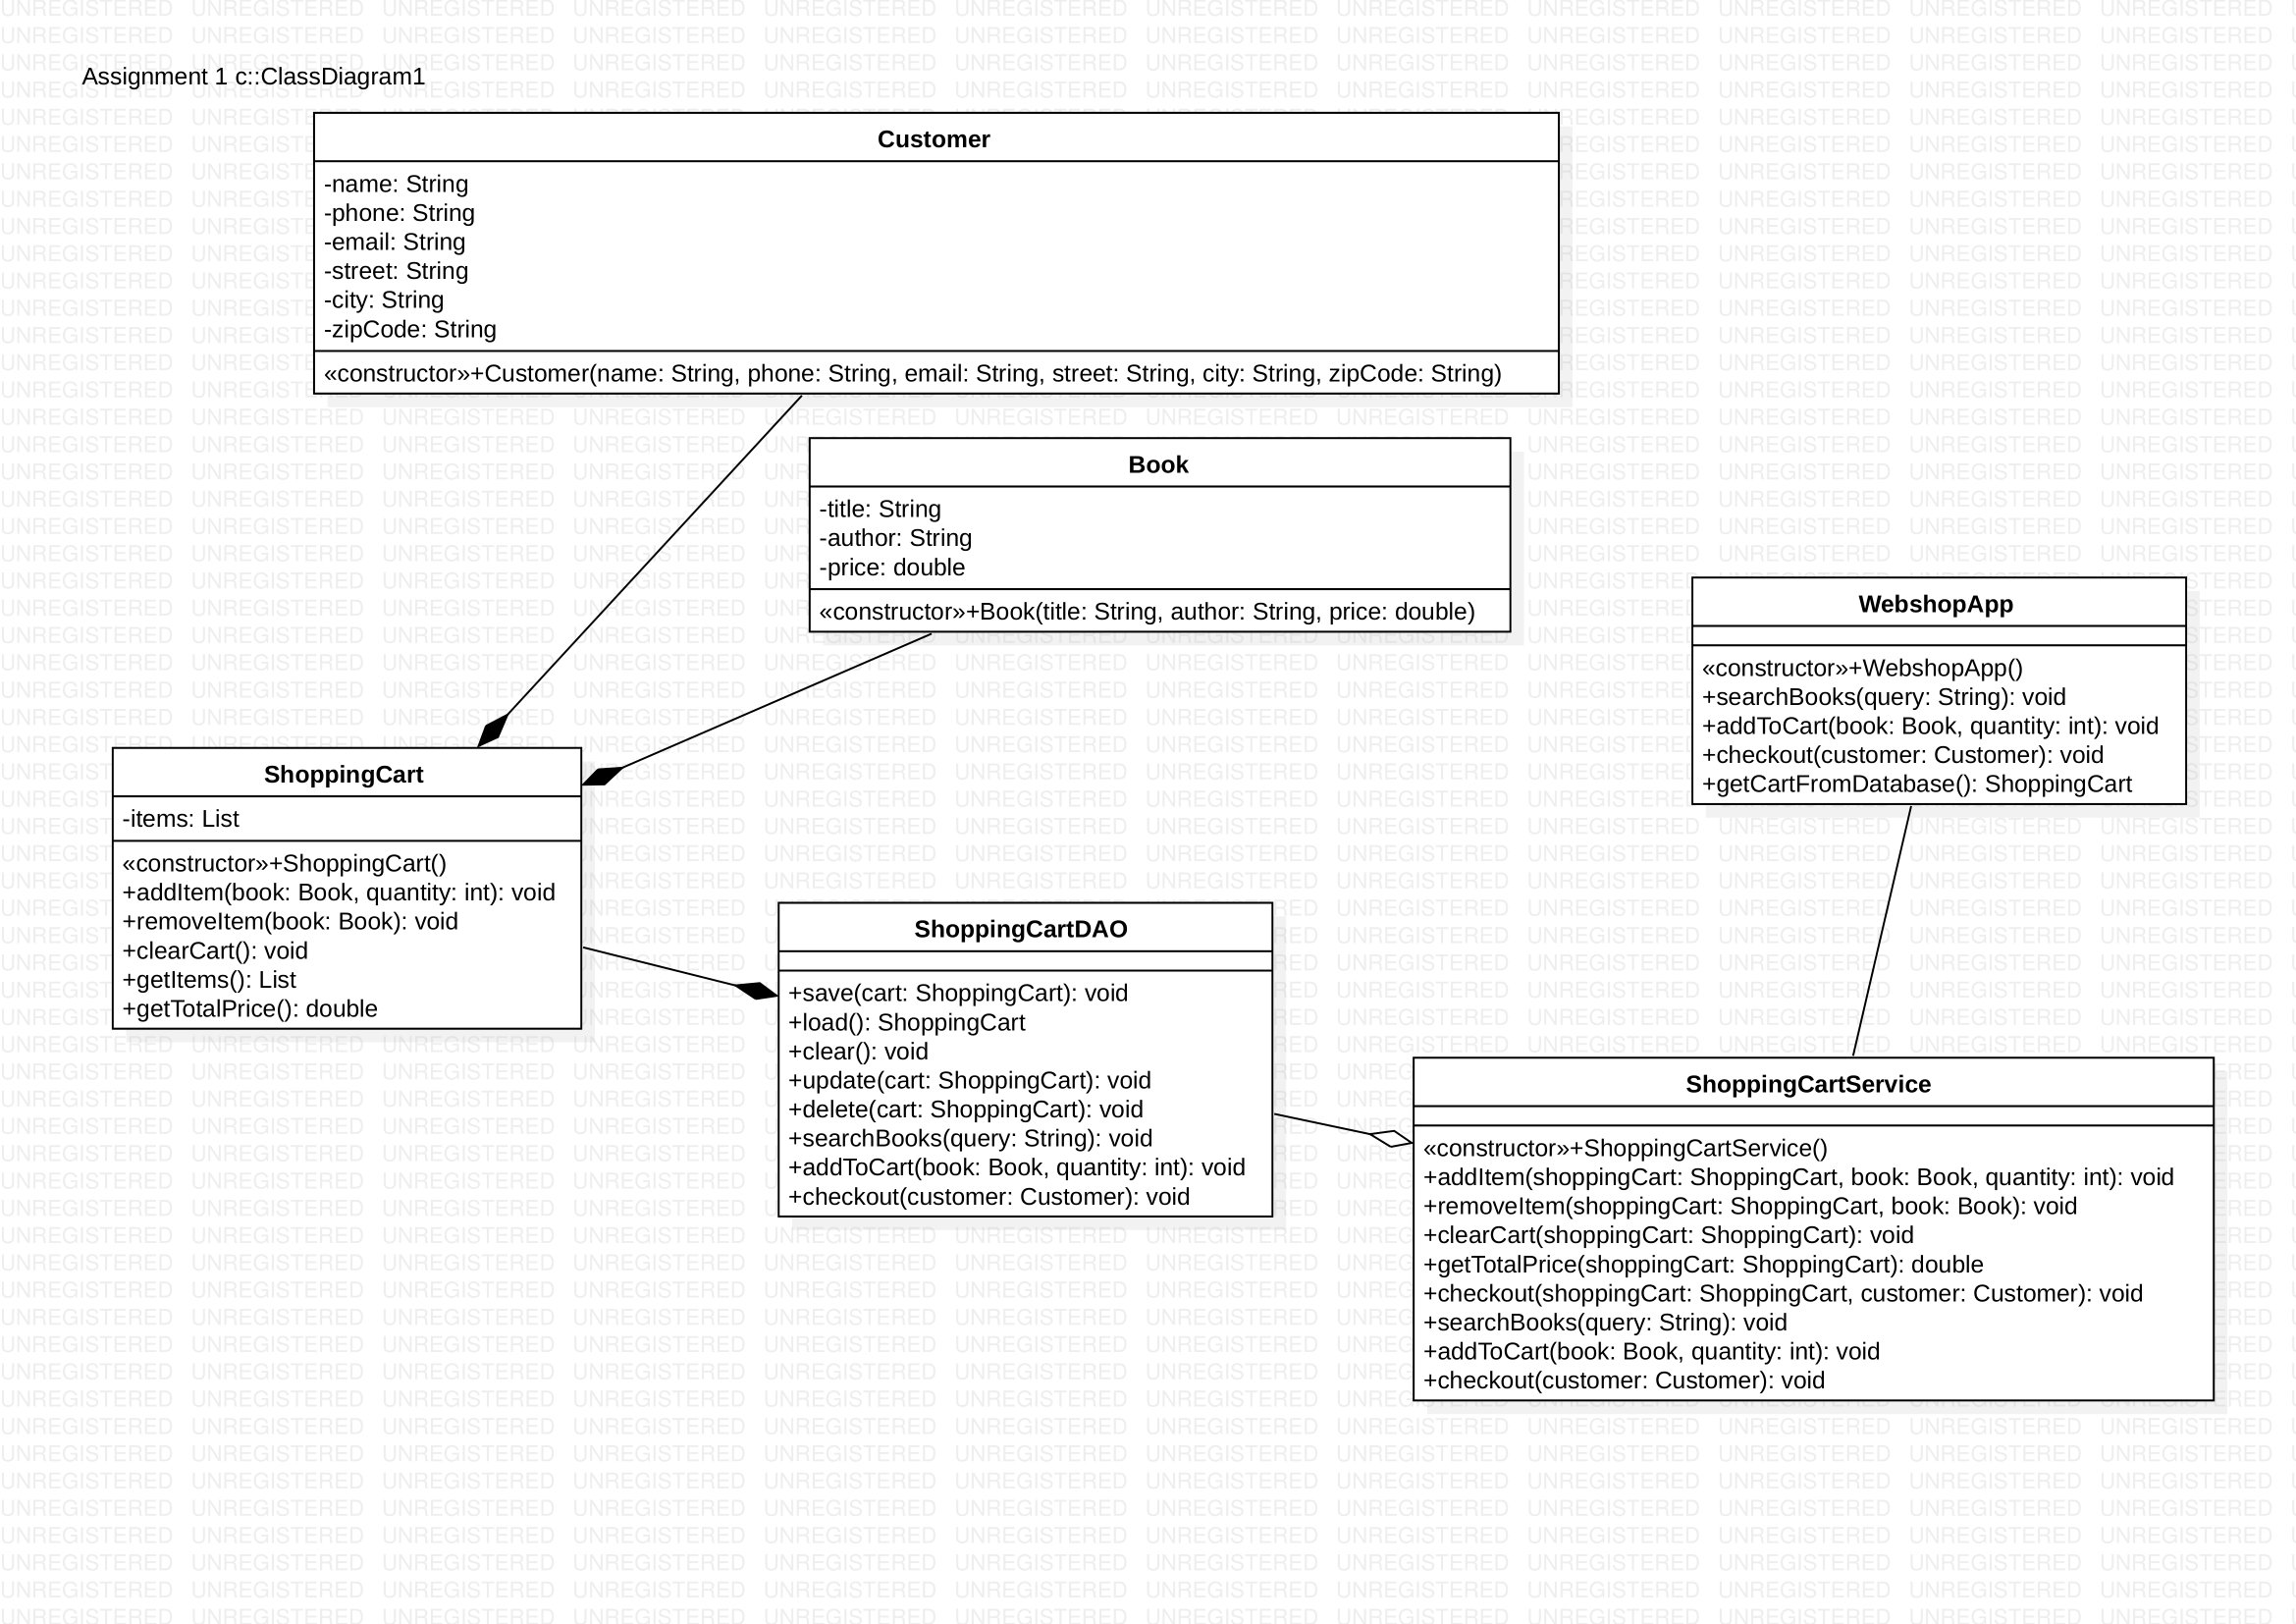 Assignment 1 c::ClassDiagram1
Customer
-name: String
-phone: String
-email: String
-street: String
-city: String
-zipCode: String
«constructor»+Customer(name: String, phone: String, email: String, street: String, city: String, zipCode: String)
Book
-title: String
-author: String
-price: double
«constructor»+Book(title: String, author: String, price: double)
WebshopApp
«constructor»+WebshopApp()
+searchBooks(query: String): void
+addToCart(book: Book, quantity: int): void
+checkout(customer: Customer): void
+getCartFromDatabase(): ShoppingCart
ShoppingCart
-items: List
«constructor»+ShoppingCart()
+addItem(book: Book, quantity: int): void
+removeItem(book: Book): void
+clearCart(): void
+getItems(): List
+getTotalPrice(): double
ShoppingCartDAO
+save(cart: ShoppingCart): void
+load(): ShoppingCart
+clear(): void
+update(cart: ShoppingCart): void
+delete(cart: ShoppingCart): void
+searchBooks(query: String): void
+addToCart(book: Book, quantity: int): void
+checkout(customer: Customer): void
ShoppingCartService
«constructor»+ShoppingCartService()
+addItem(shoppingCart: ShoppingCart, book: Book, quantity: int): void
+removeItem(shoppingCart: ShoppingCart, book: Book): void
+clearCart(shoppingCart: ShoppingCart): void
+getTotalPrice(shoppingCart: ShoppingCart): double
+checkout(shoppingCart: ShoppingCart, customer: Customer): void
+searchBooks(query: String): void
+addToCart(book: Book, quantity: int): void
+checkout(customer: Customer): void
UNREGISTERED